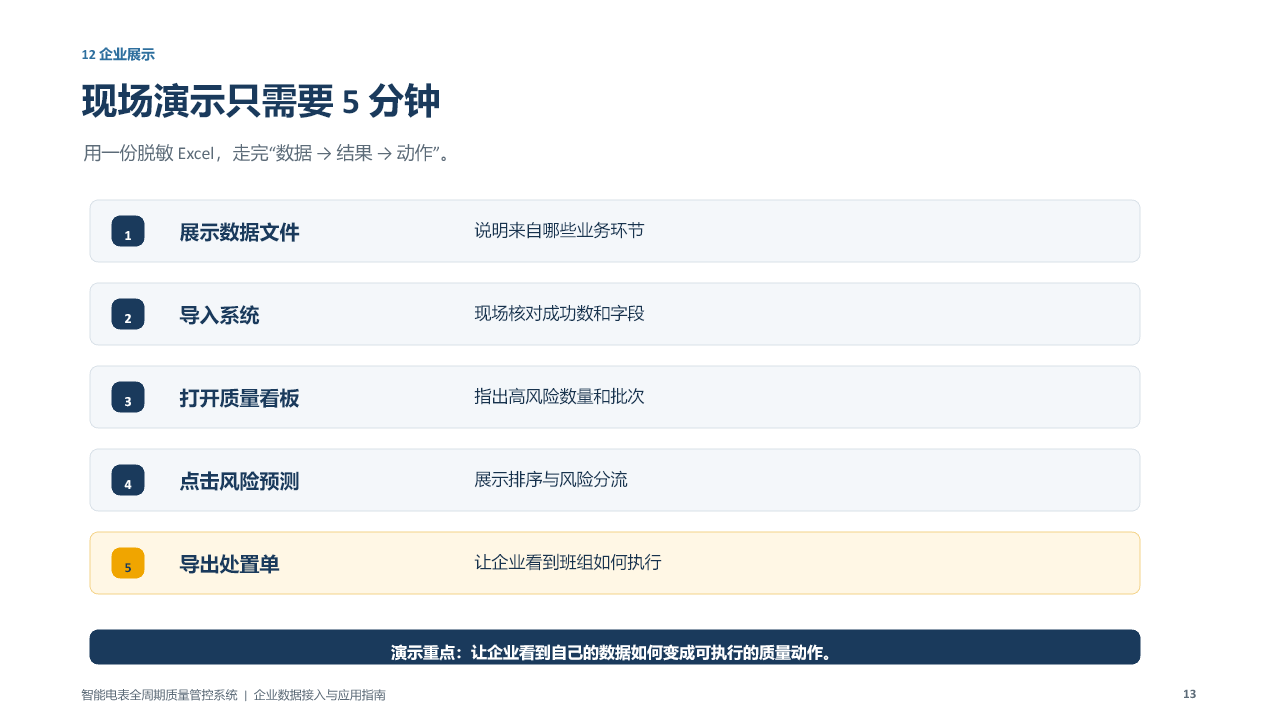 12 企业展示
现场演示只需要 5 分钟
用一份脱敏 Excel，走完“数据 → 结果 → 动作”。
1 展示数据文件 说明来自哪些业务环节
2 导入系统 现场核对成功数和字段
3 打开质量看板 指出高风险数量和批次
4 点击风险预测 展示排序与风险分流
5 导出处置单 让企业看到班组如何执行
演示重点：让企业看到自己的数据如何变成可执行的质量动作。
智能电表全周期质量管控系统 | 企业数据接入与应用指南 13